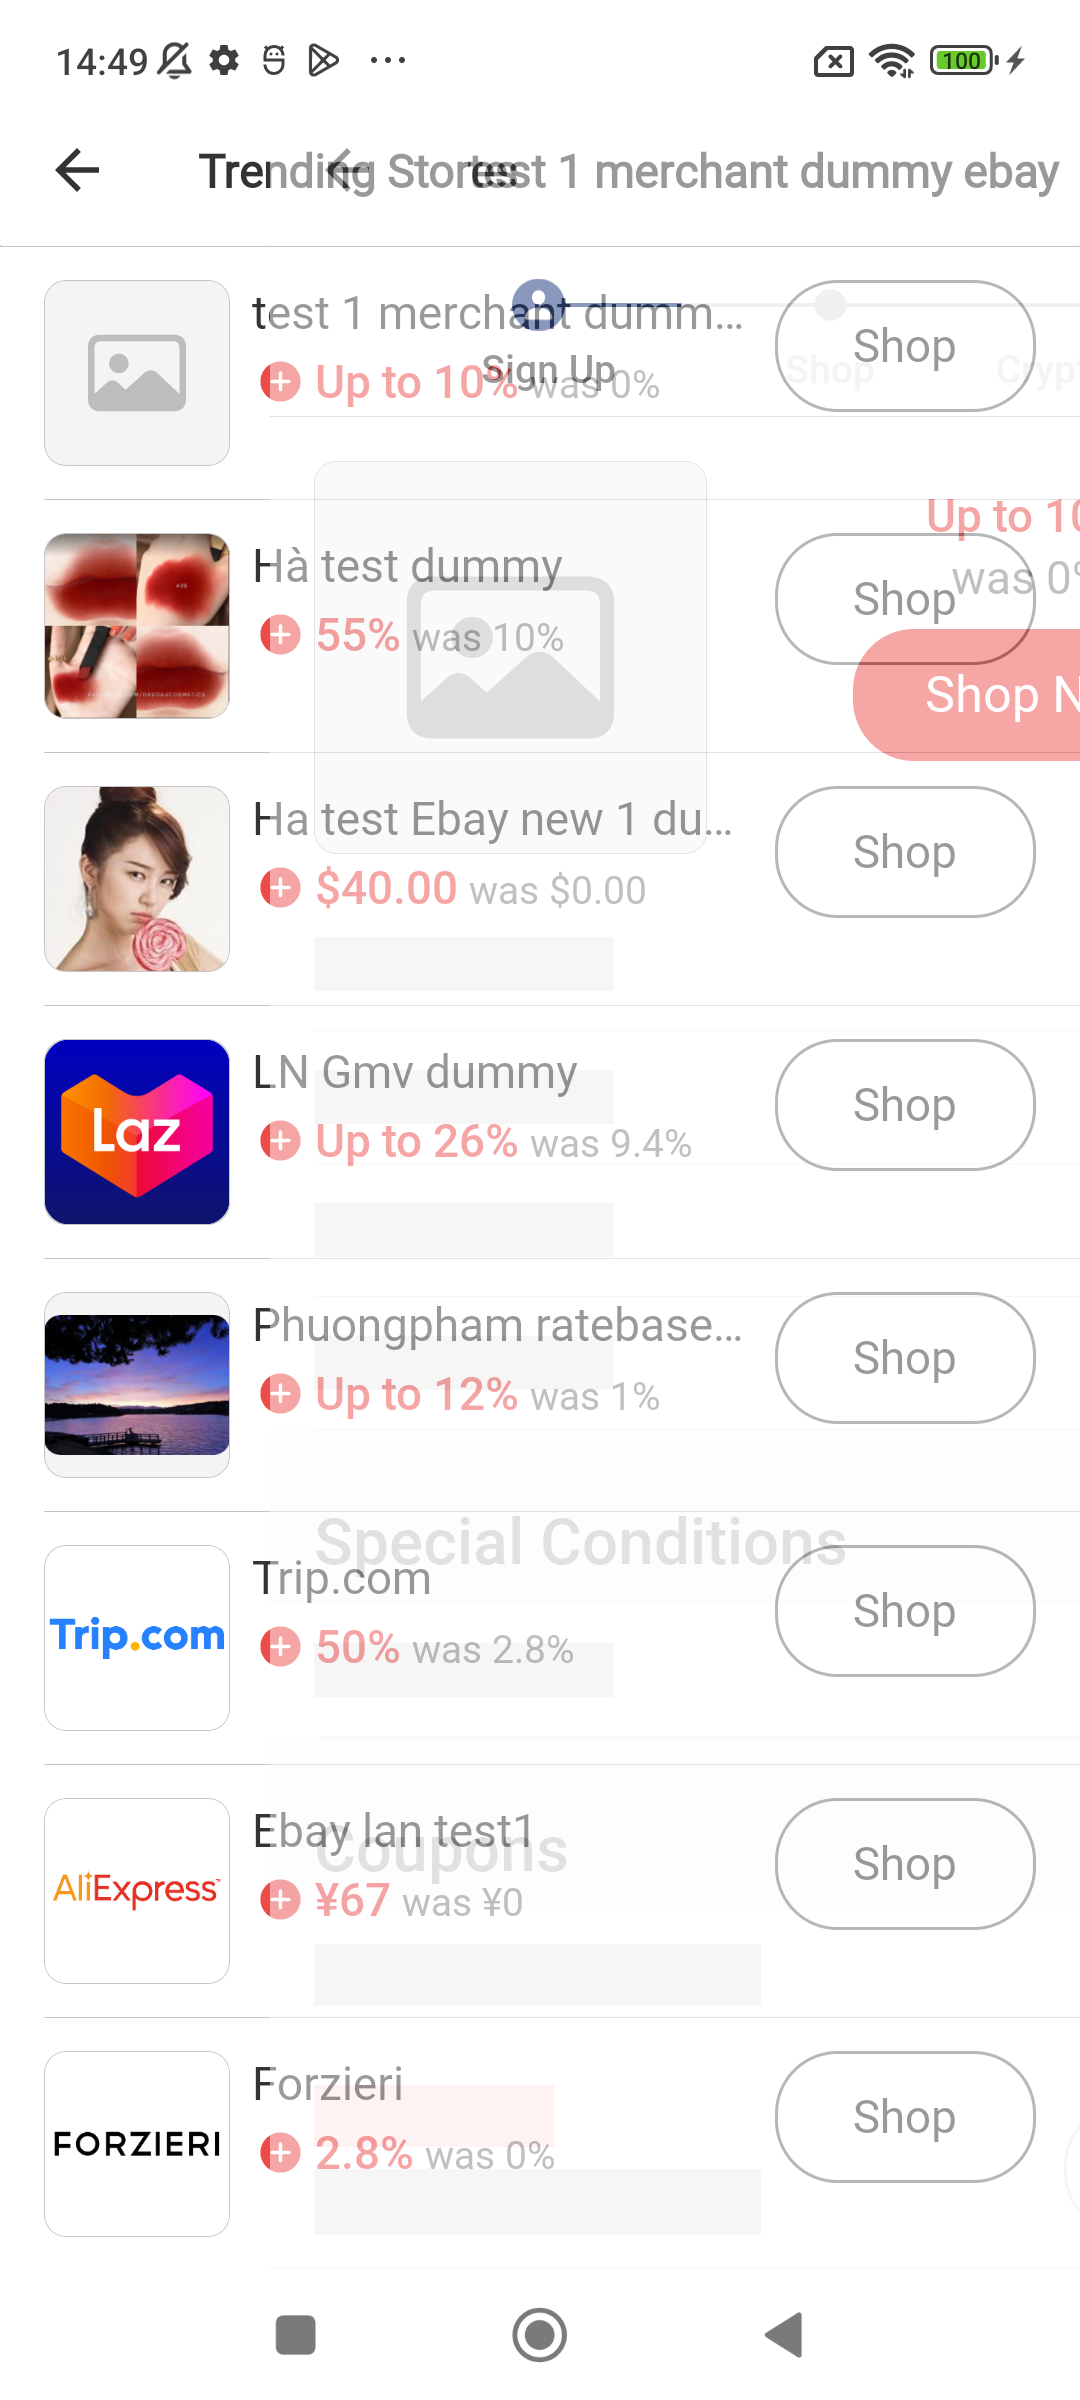 14:49
100
Trending Stores
test 1 merchant dummy ebay
test 1 merchant dumm...
Up to 10% was 0%
Shop
Sign Up
Shop
Crypt
Up to 10
was 0%
Shop N
Hà test dummy
55% was 10%
Shop
Ha test Ebay new 1 du...
$40.00 was $0.00
Shop
Laz
LN Gmv dummy
Up to 26% was 9.4%
Shop
Phuongpham ratebase...
Up to 12% was 1%
Shop
Special Conditions
Trip.com
Trip.com
50% was 2.8%
Shop
Coupons
AliExpress
Ebay lan test1
¥67 was ¥0
Shop
FORZIERI
Forzieri
2.8% was 0%
Shop